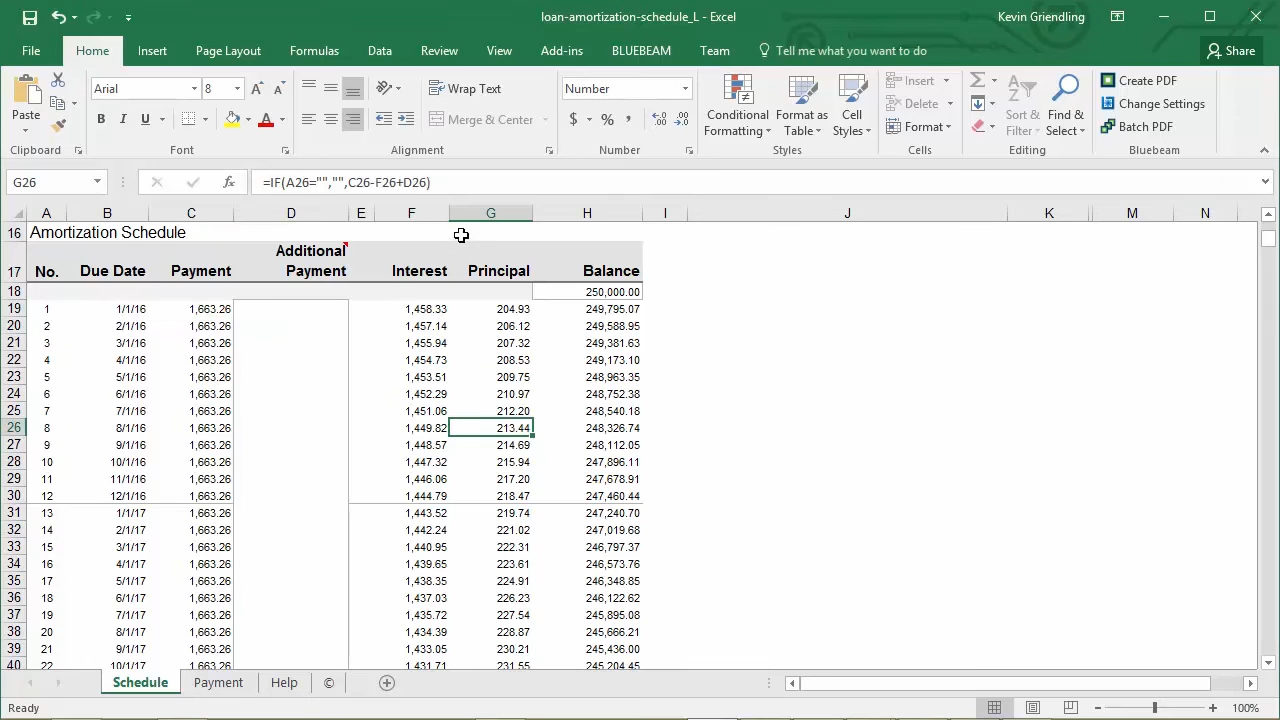 loan-amortization-schedule_L - Excel
Kevin Griendling
File Home Insert Page Layout Formulas Data Review View Add-ins BLUEBEAM Team Tell me what you want to do Share
Paste
Arial 8
B I U
A A
Wrap Text
Merge & Center
Number
$ % ,
Conditional Formatting
Format as Table
Cell Styles
Insert
Delete
Format
Sort & Filter
Find & Select
Create PDF
Change Settings
Batch PDF
Clipboard Font Alignment Number Styles Cells Editing Bluebeam
G26 fx =IF(A26="","",C26-F26+D26)
A B C D E F G H I J K M N
16 Amortization Schedule
Additional
17 No. Due Date Payment Payment Interest Principal Balance
18 250,000.00
19 1 1/1/16 1,663.26 1,458.33 204.93 249,795.07
20 2 2/1/16 1,663.26 1,457.14 206.12 249,588.95
21 3 3/1/16 1,663.26 1,455.94 207.32 249,381.63
22 4 4/1/16 1,663.26 1,454.73 208.53 249,173.10
23 5 5/1/16 1,663.26 1,453.51 209.75 248,963.35
24 6 6/1/16 1,663.26 1,452.29 210.97 248,752.38
25 7 7/1/16 1,663.26 1,451.06 212.20 248,540.18
26 8 8/1/16 1,663.26 1,449.82 213.44 248,326.74
27 9 9/1/16 1,663.26 1,448.57 214.69 248,112.05
28 10 10/1/16 1,663.26 1,447.32 215.94 247,896.11
29 11 11/1/16 1,663.26 1,446.06 217.20 247,678.91
30 12 12/1/16 1,663.26 1,444.79 218.47 247,460.44
31 13 1/1/17 1,663.26 1,443.52 219.74 247,240.70
32 14 2/1/17 1,663.26 1,442.24 221.02 247,019.68
33 15 3/1/17 1,663.26 1,440.95 222.31 246,797.37
34 16 4/1/17 1,663.26 1,439.65 223.61 246,573.76
35 17 5/1/17 1,663.26 1,438.35 224.91 246,348.85
36 18 6/1/17 1,663.26 1,437.03 226.23 246,122.62
37 19 7/1/17 1,663.26 1,435.72 227.54 245,895.08
38 20 8/1/17 1,663.26 1,434.39 228.87 245,666.21
39 21 9/1/17 1,663.26 1,433.05 230.21 245,436.00
40 22 10/1/17 1,663.26 1,431.71 231.55 245,204.45
Schedule Payment Help ©
Ready 100%